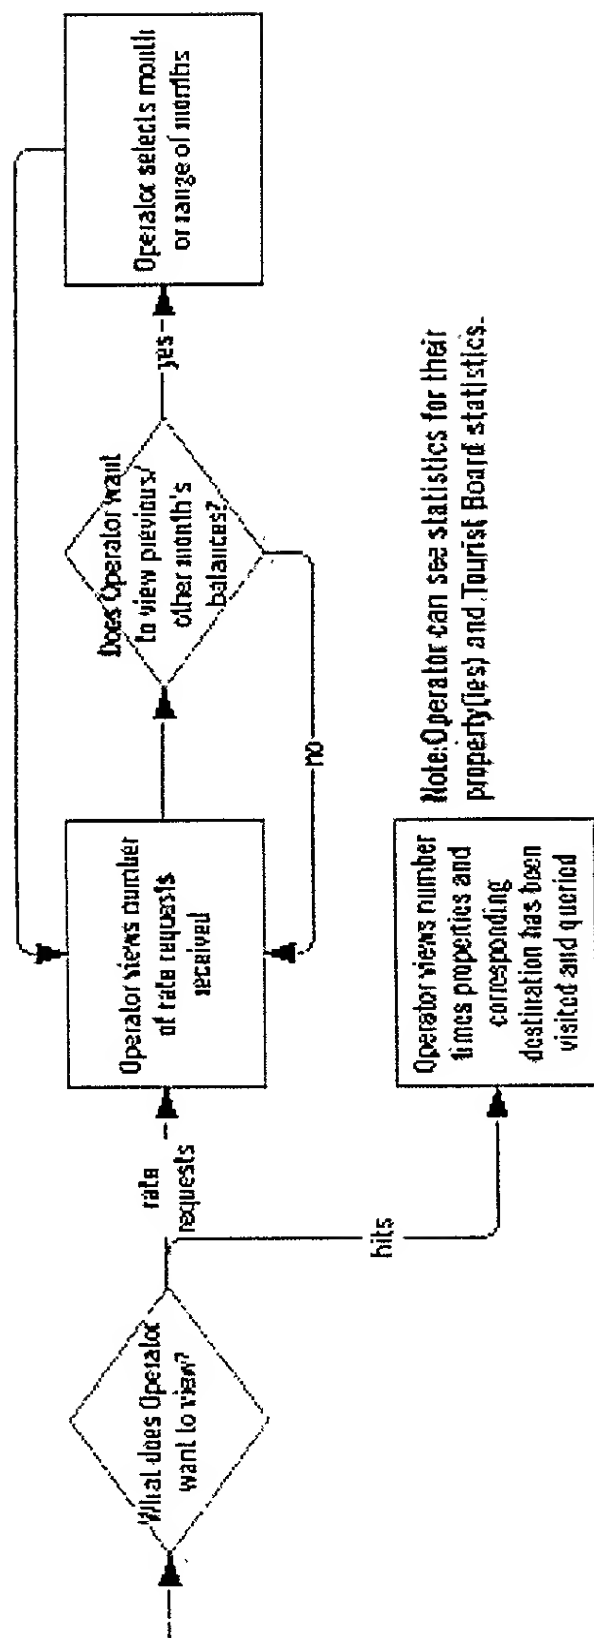 What does Operator
want to view?
rate
requests
hits
Operator views number
of rate requests
received
Operator views number
times properties and
corresponding
destination has been
visited and queried
no
Does Operator want
to view previous/
other month's
balances?
yes
Operator selects month
or range of months
Note:Operator can see statistics for their
property(ies) and Tourist Board statistics.